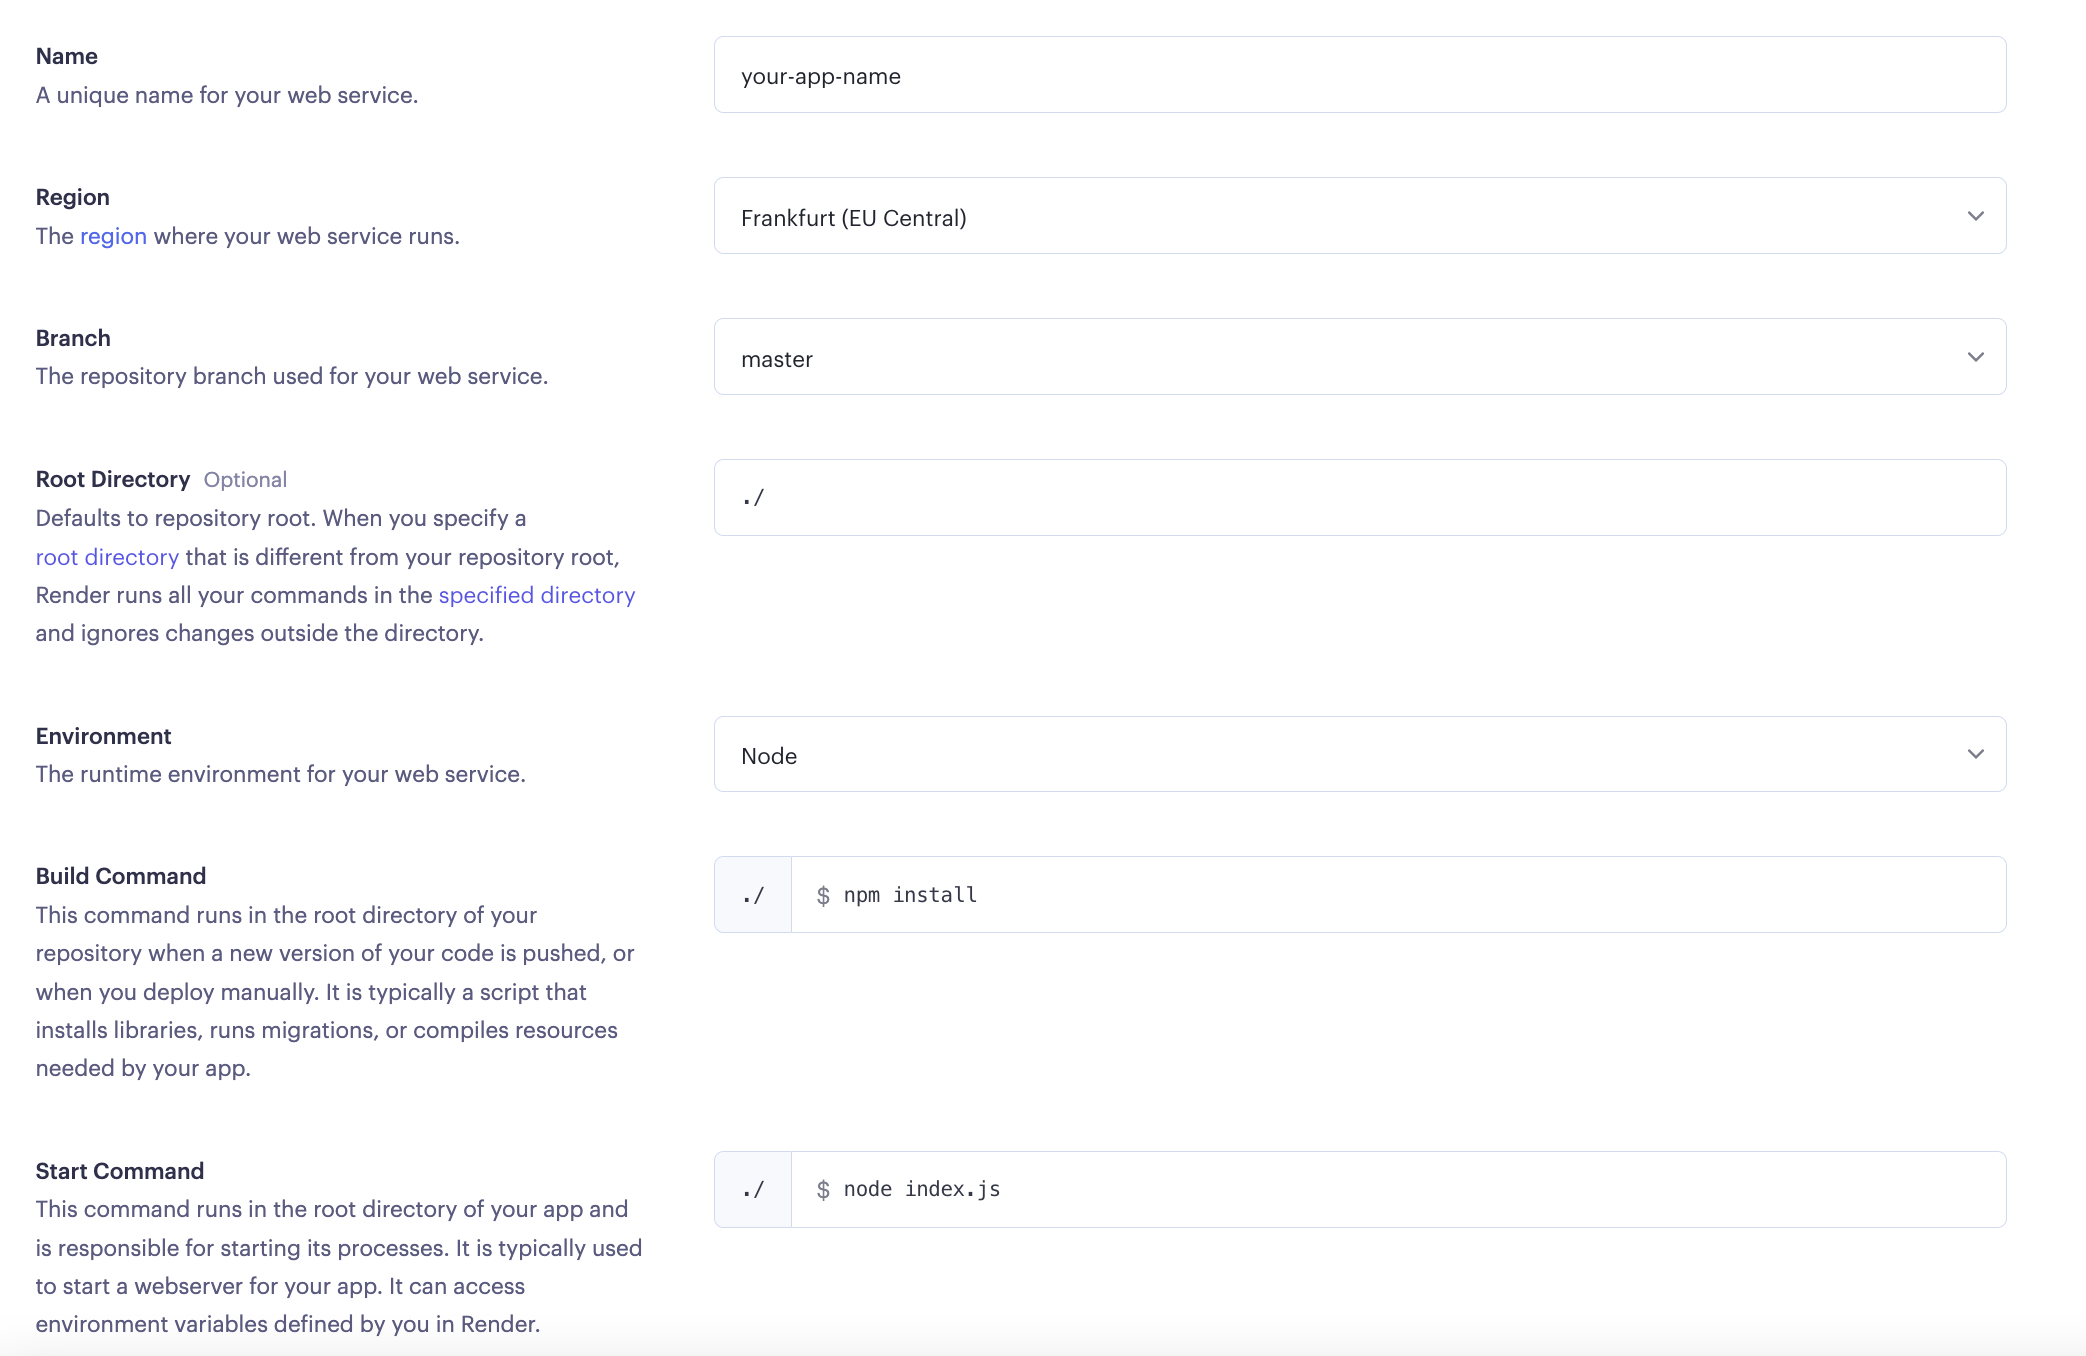 Name
A unique name for your web service.
your-app-name
Region
The region where your web service runs.
Frankfurt (EU Central)
Branch
The repository branch used for your web service.
master
Root Directory Optional
Defaults to repository root. When you specify a
root directory that is different from your repository root,
Render runs all your commands in the specified directory
and ignores changes outside the directory.
./
Environment
The runtime environment for your web service.
Node
Build Command
This command runs in the root directory of your
repository when a new version of your code is pushed, or
when you deploy manually. It is typically a script that
installs libraries, runs migrations, or compiles resources
needed by your app.
./ $ npm install
Start Command
This command runs in the root directory of your app and
is responsible for starting its processes. It is typically used
to start a webserver for your app. It can access
environment variables defined by you in Render.
./ $ node index.js